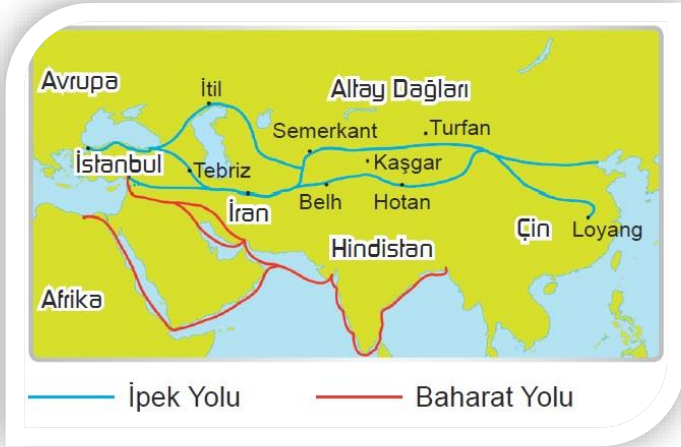 Avrupa
İtil
Altay Dağları
Semerkant
Turfan
İstanbul
Tebriz
Kaşgar
İran
Belh
Hotan
Çin
Loyang
Hindistan
Afrika
İpek Yolu
Baharat Yolu